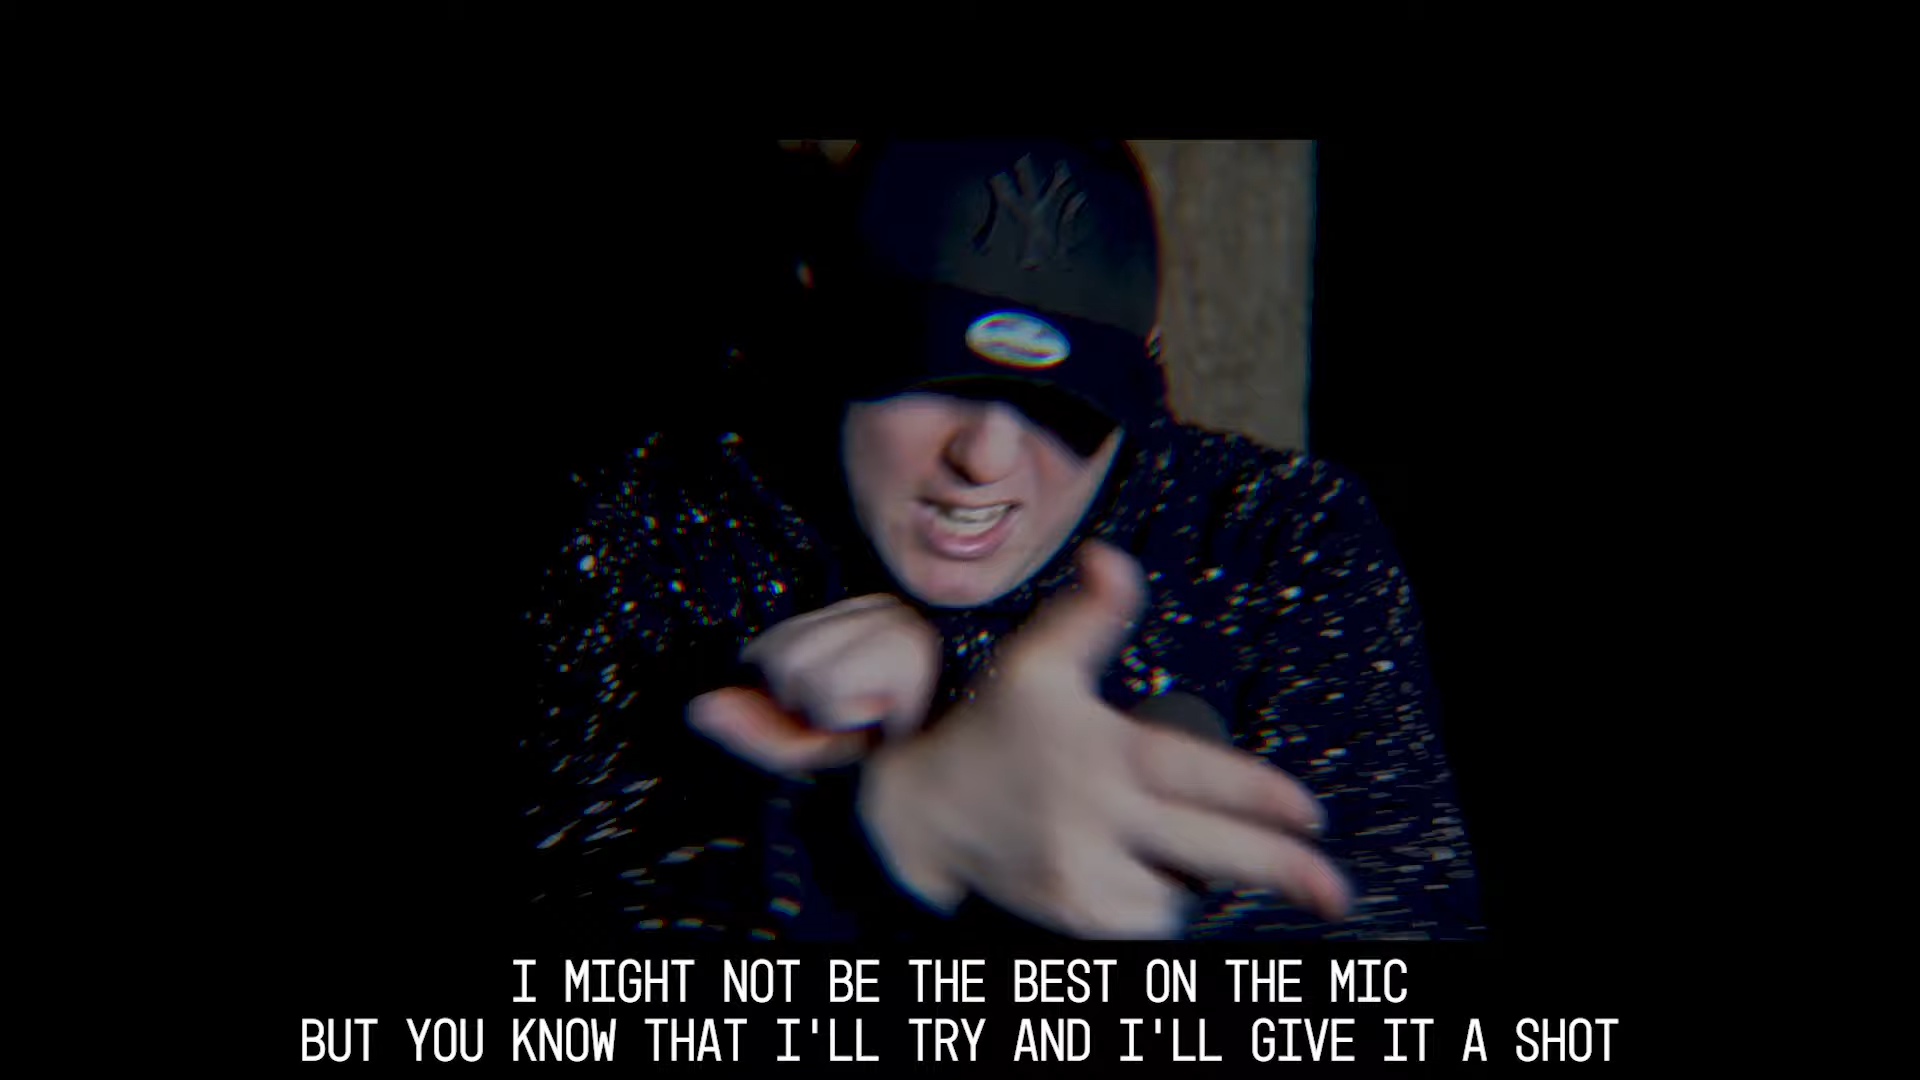 NY
I MIGHT NOT BE THE BEST ON THE MIC
BUT YOU KNOW THAT I'LL TRY AND I'LL GIVE IT A SHOT